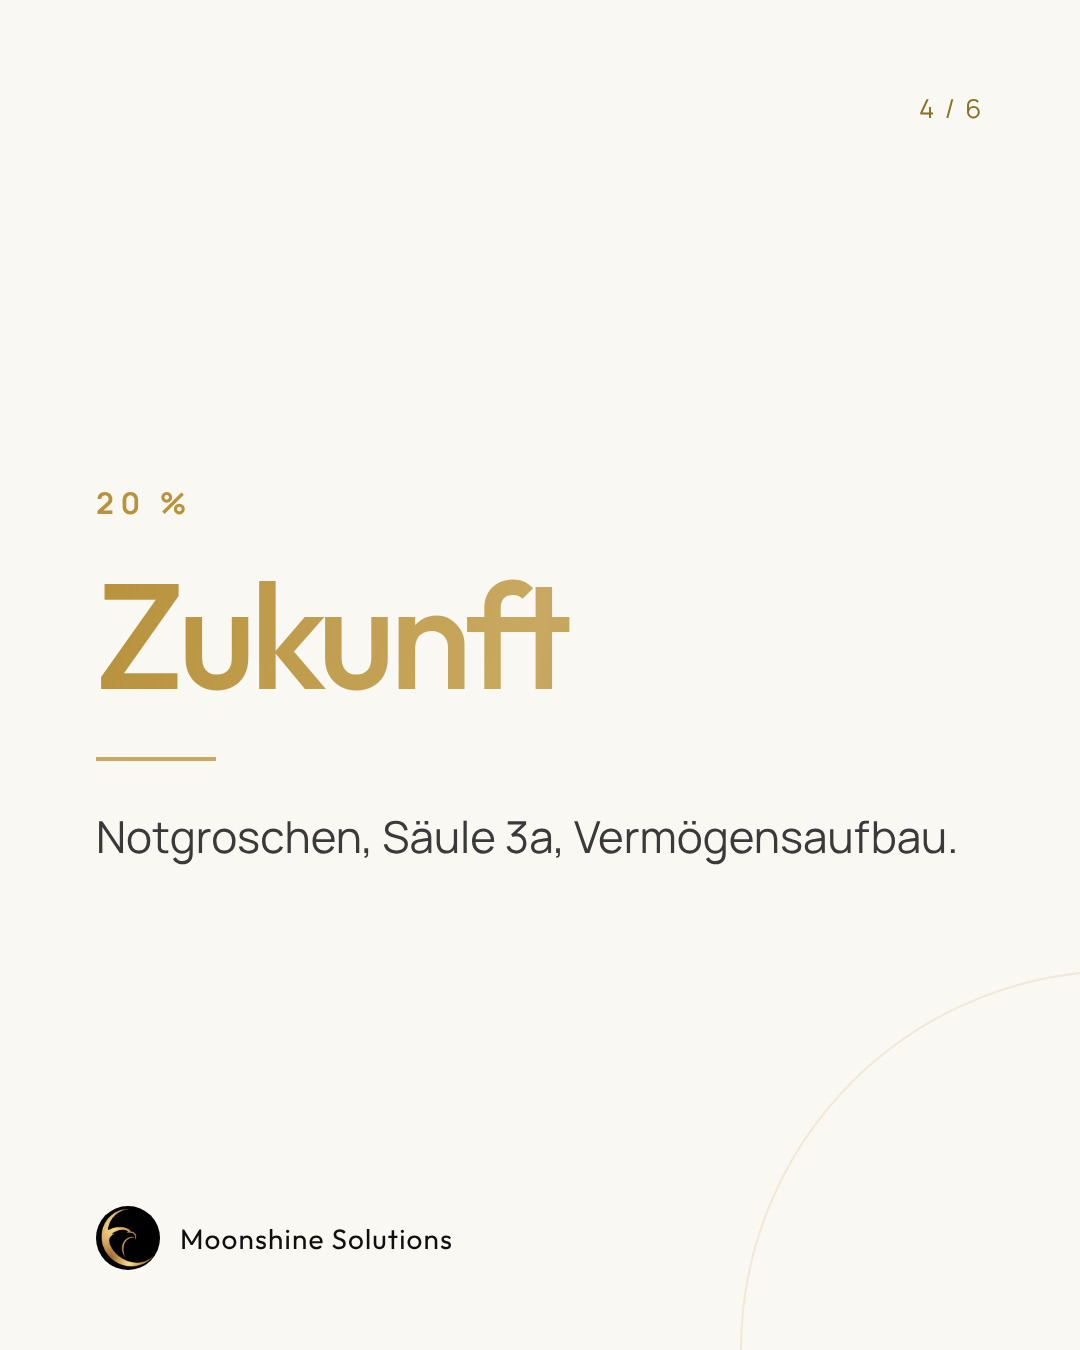 4 / 6
20 %
Zukunft
Notgroschen, Säule 3a, Vermögensaufbau.
Moonshine Solutions